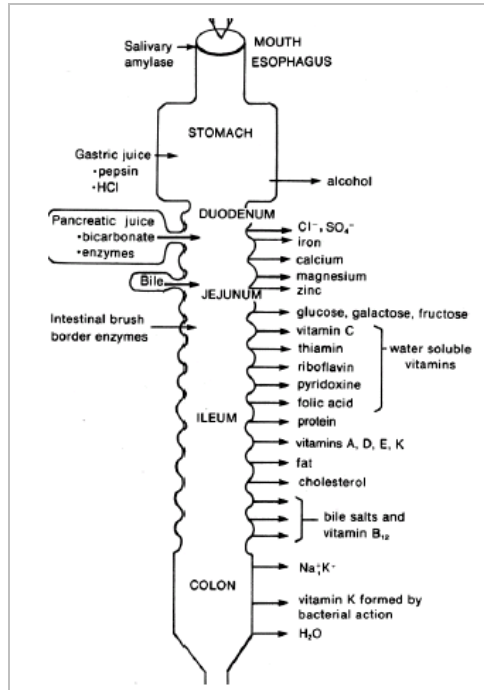 Salivary
amylase
MOUTH
ESOPHAGUS
STOMACH
Gastric juice
•pepsin
•HCl
alcohol
DUODENUM
Pancreatic juice
•bicarbonate
•enzymes
Cl⁻, SO₄⁻
iron
calcium
magnesium
zinc
Bile
JEJUNUM
glucose, galactose, fructose
Intestinal brush
border enzymes
vitamin C
thiamin
riboflavin
pyridoxine
folic acid
water soluble
vitamins
ILEUM
protein
vitamins A, D, E, K
fat
cholesterol
bile salts and
vitamin B₁₂
COLON
Na⁺,K⁻
vitamin K formed by
bacterial action
H₂O